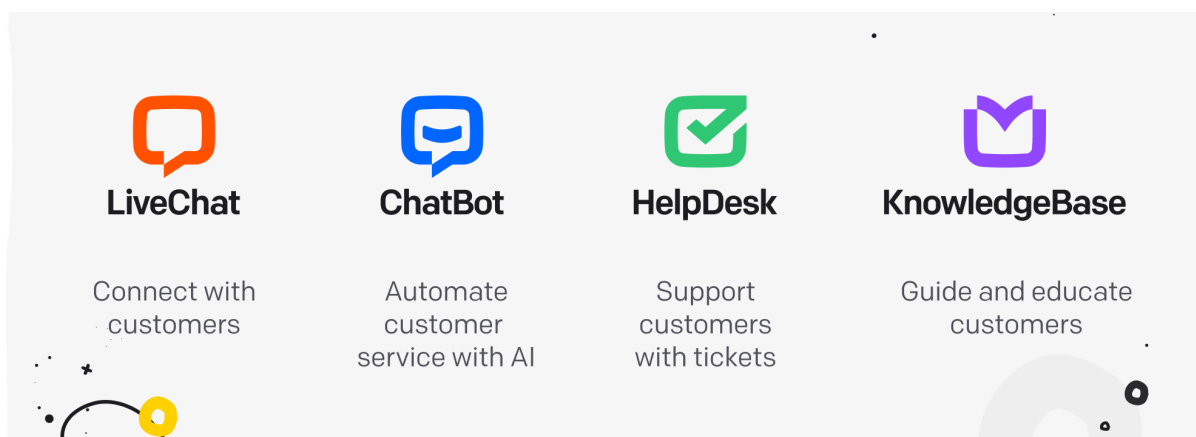 LiveChat
Connect with
customers
ChatBot
Automate
customer
service with AI
HelpDesk
Support
customers
with tickets
KnowledgeBase
Guide and educate
customers